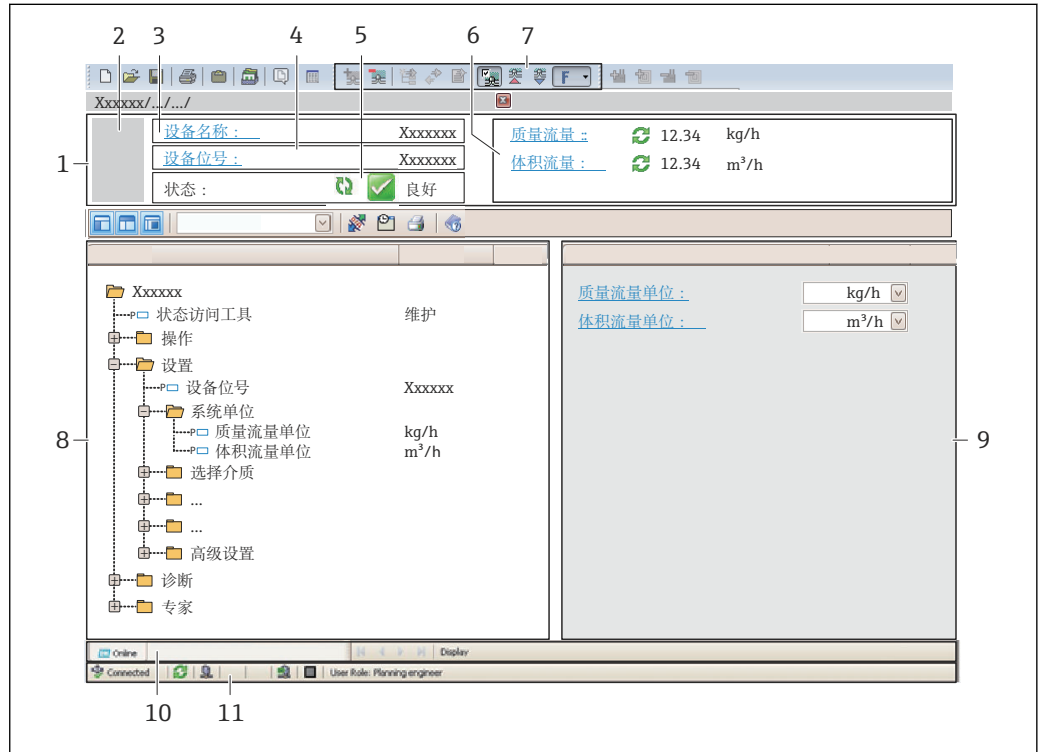 2 3 4 5 6 7
F
Xxxxxx/.../.../
1
设备名称： Xxxxxxx
设备位号： Xxxxxxx
状态： 良好
质量流量：: 12.34 kg/h
体积流量： 12.34 m³/h
Xxxxxx
状态访问工具 维护
操作
设置
设备位号 Xxxxxx
系统单位
质量流量单位 kg/h
体积流量单位 m³/h
选择介质
...
...
高级设置
诊断
专家
8
质量流量单位： kg/h
体积流量单位： m³/h
9
Online Display
Connected User Role: Planning engineer
10 11